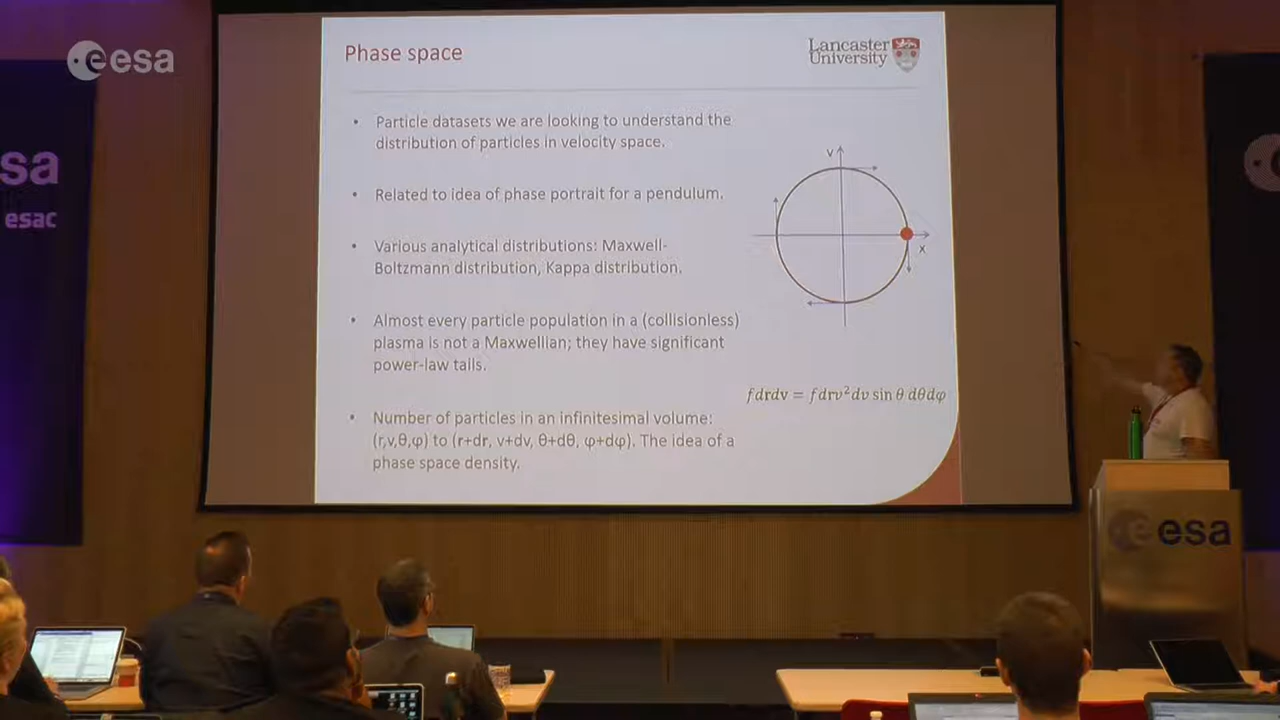 esa
sa
esac
Phase space
Lancaster
University
• Particle datasets we are looking to understand the
distribution of particles in velocity space.
• Related to idea of phase portrait for a pendulum.
• Various analytical distributions: Maxwell-
Boltzmann distribution, Kappa distribution.
• Almost every particle population in a (collisionless)
plasma is not a Maxwellian; they have significant
power-law tails.
• Number of particles in an infinitesimal volume:
(r,v,θ,φ) to (r+dr, v+dv, θ+dθ, φ+dφ). The idea of a
phase space density.
v
x
fdrdv = fdrv²dv sin θ dθdφ
esa